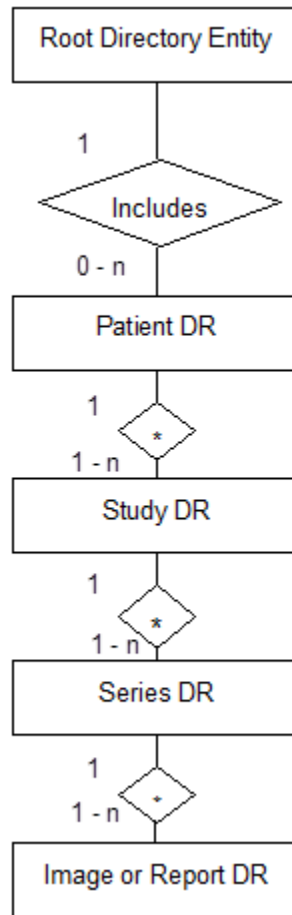 Root Directory Entity
1
Includes
0 - n
Patient DR
1
*
1 - n
Study DR
1
*
1 - n
Series DR
1
*
1 - n
Image or Report DR